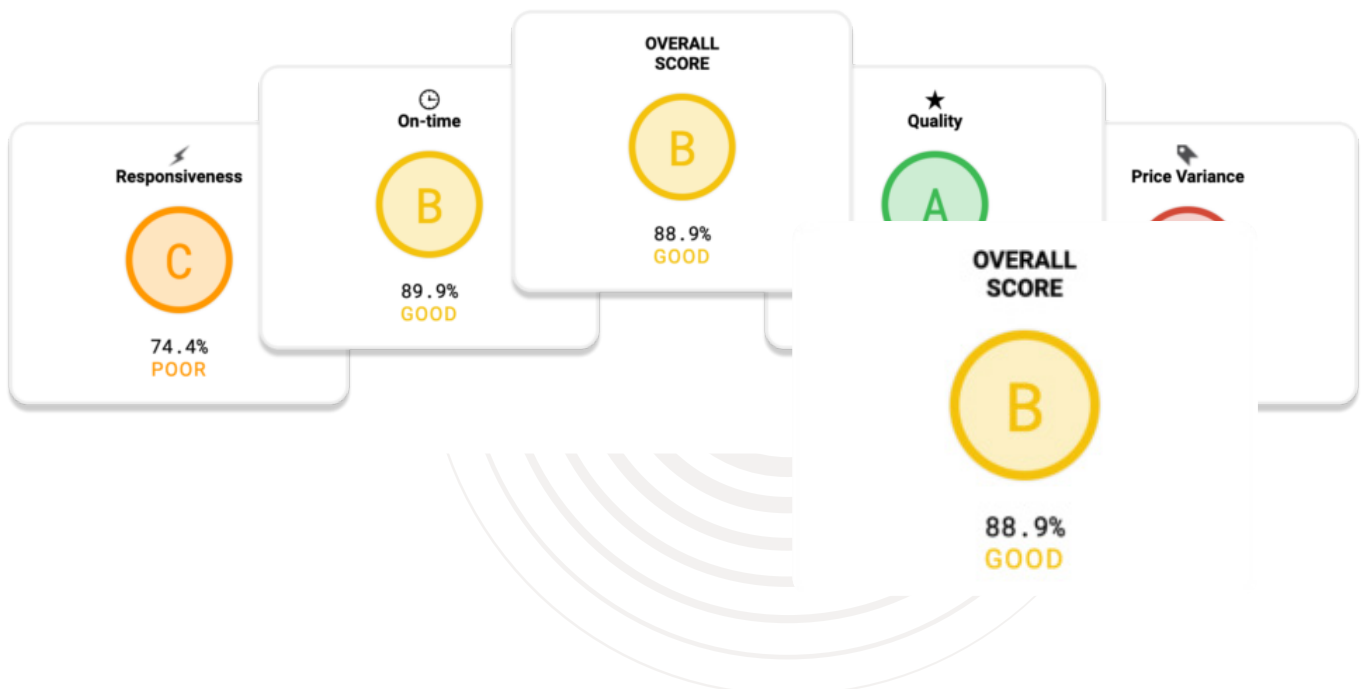 Responsiveness
C
74.4%
POOR
On-time
B
89.9%
GOOD
OVERALL
SCORE
B
88.9%
GOOD
Quality
A
Price Variance
OVERALL
SCORE
B
88.9%
GOOD